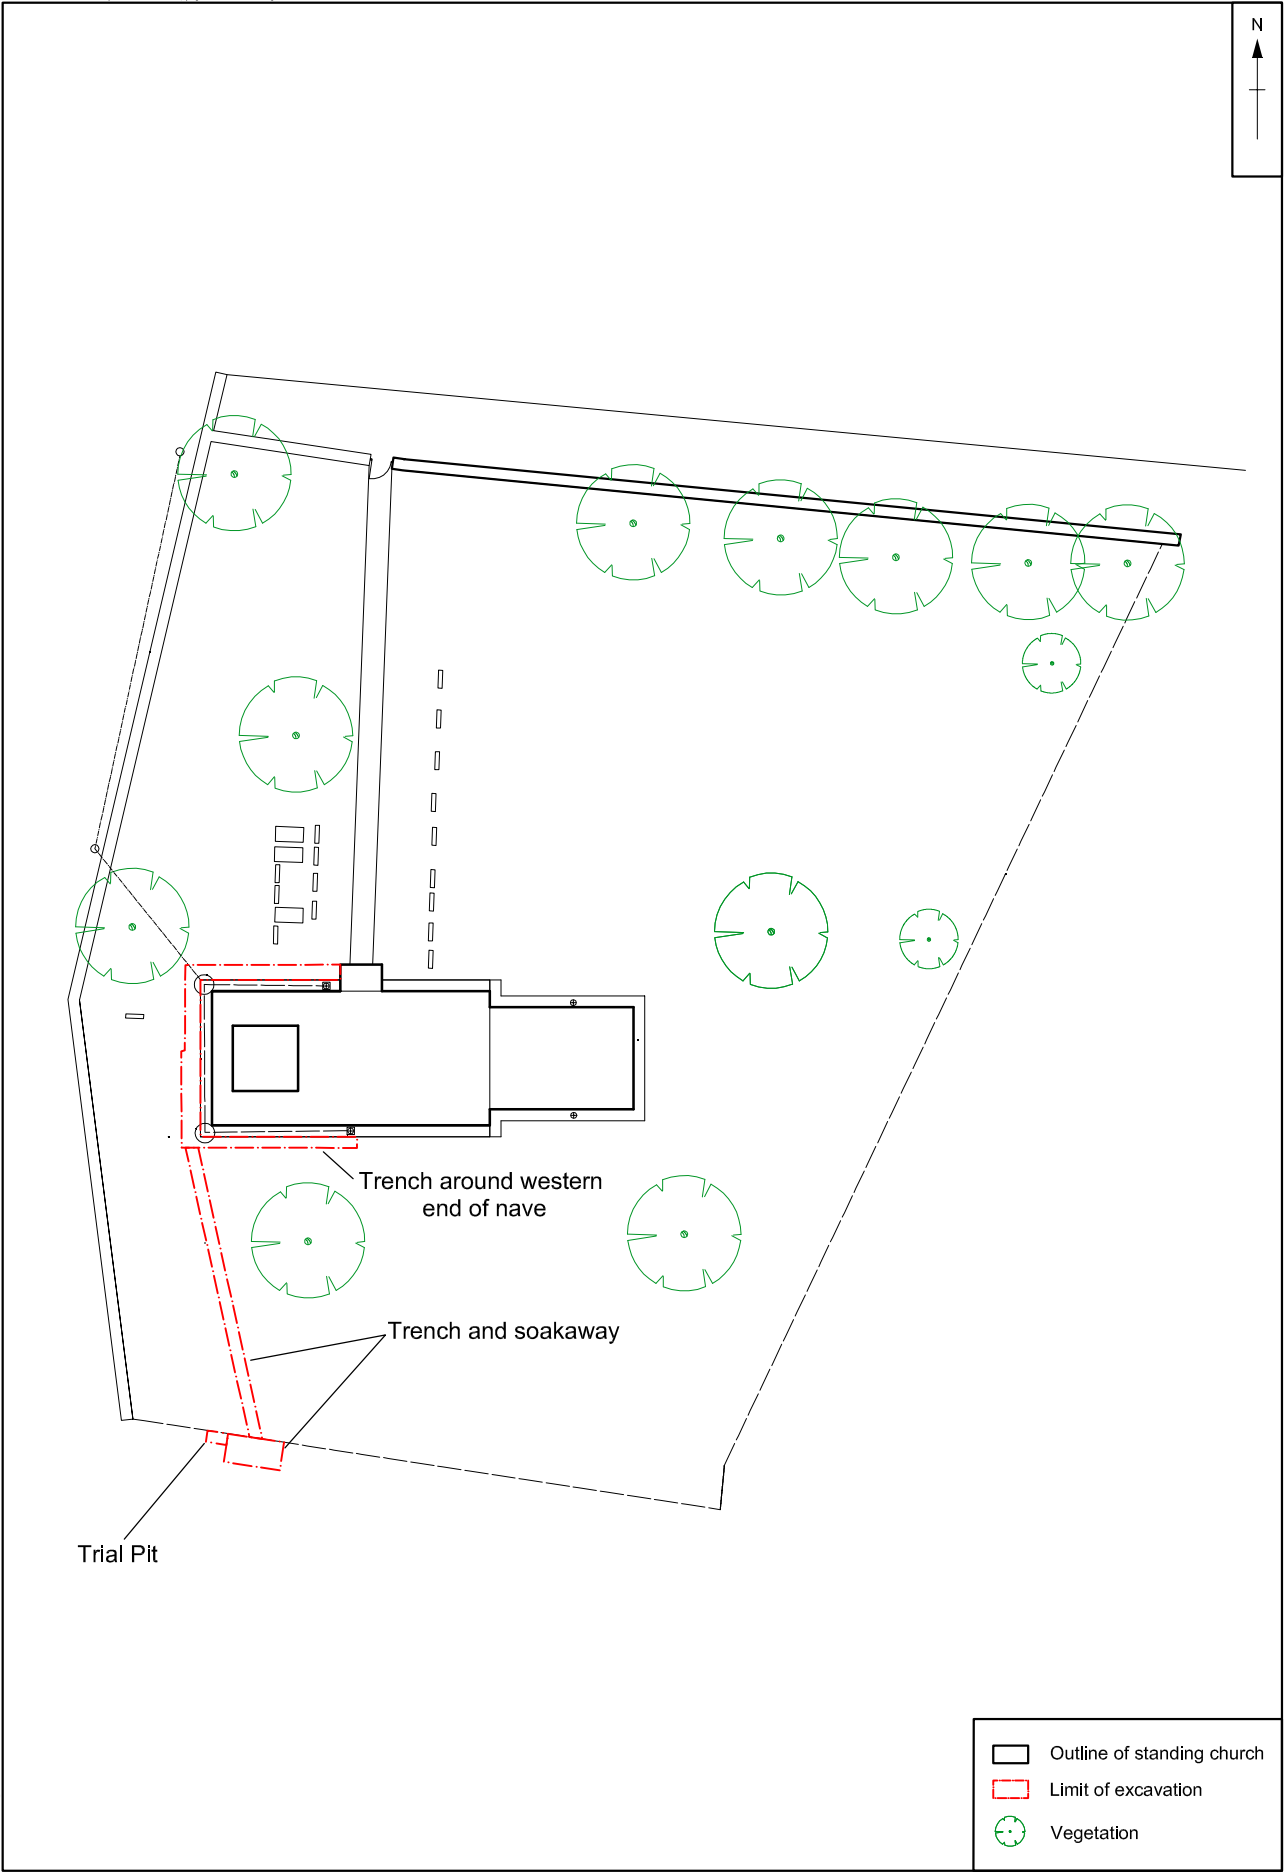 N
Trench around western
end of nave
Trench and soakaway
Trial Pit
Outline of standing church
Limit of excavation
Vegetation